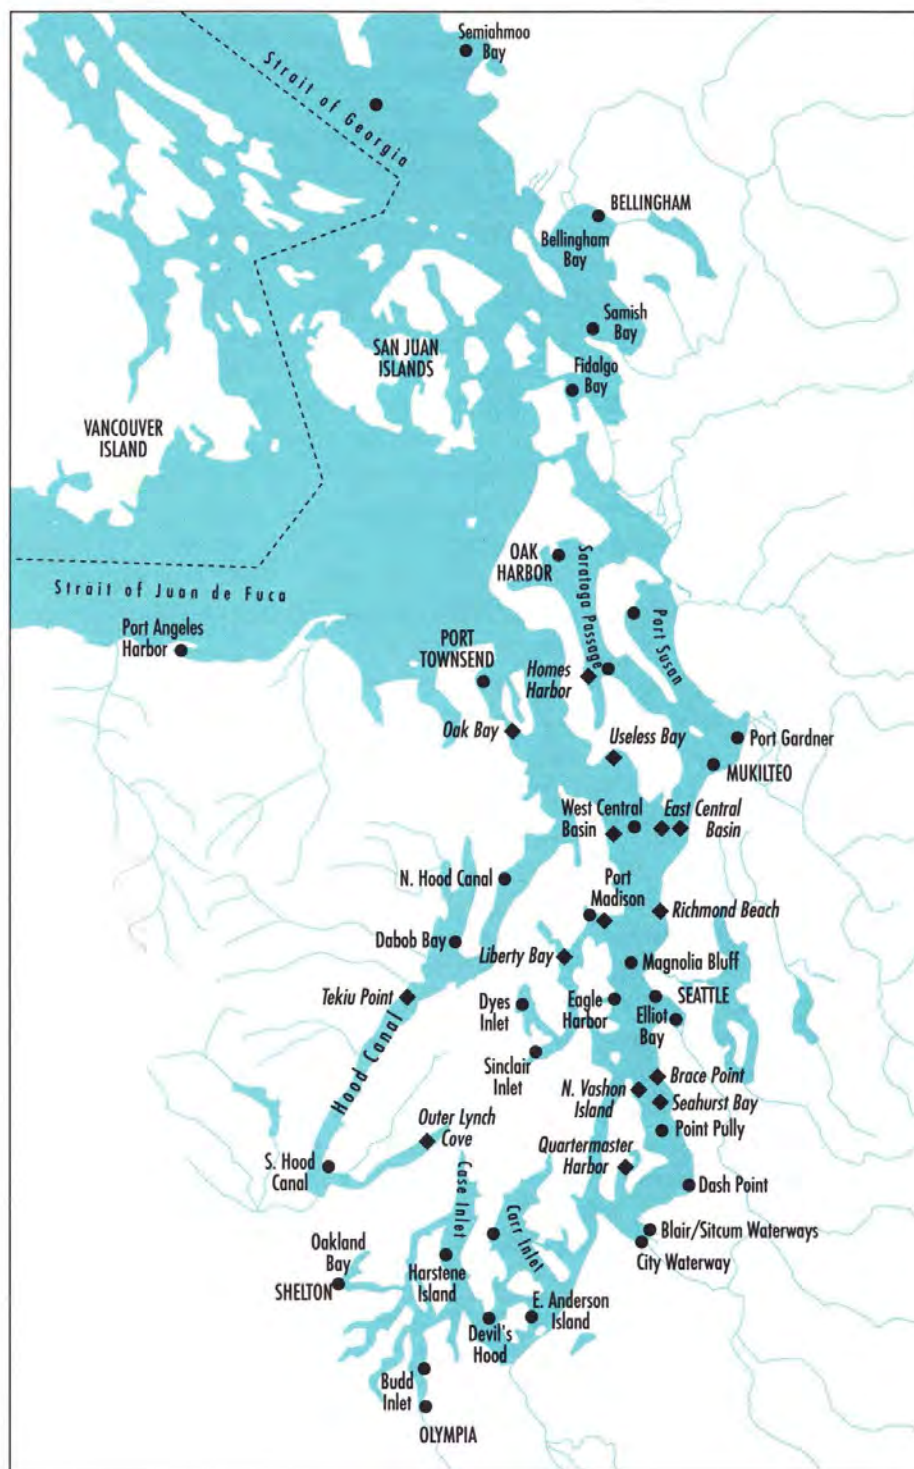 Semiahmoo
Bay
Strait of Georgia
BELLINGHAM
Bellingham
Bay
Samish
Bay
SAN JUAN
ISLANDS
Fidalgo
Bay
VANCOUVER
ISLAND
OAK
HARBOR
Saratoga Passage
Strait of Juan de Fuca
Port Susan
Port Angeles
Harbor
PORT
TOWNSEND
Homes
Harbor
Oak Bay
Useless Bay
Port Gardner
MUKILTEO
West Central
Basin
East Central
Basin
N. Hood Canal
Port
Madison
Richmond Beach
Dabob Bay
Liberty Bay
Magnolia Bluff
Tekiu Point
Dyes
Inlet
Eagle
Harbor
SEATTLE
Elliot
Bay
Hood Canal
Sinclair
Inlet
N. Vashon
Island
Brace Point
Seahurst Bay
Outer Lynch
Cove
Point Pully
Quartermaster
Harbor
S. Hood
Canal
Case Inlet
Dash Point
Carr Inlet
Blair/Sitcum Waterways
City Waterway
Oakland
Bay
SHELTON
Harstene
Island
E. Anderson
Island
Devil's
Hood
Budd
Inlet
OLYMPIA